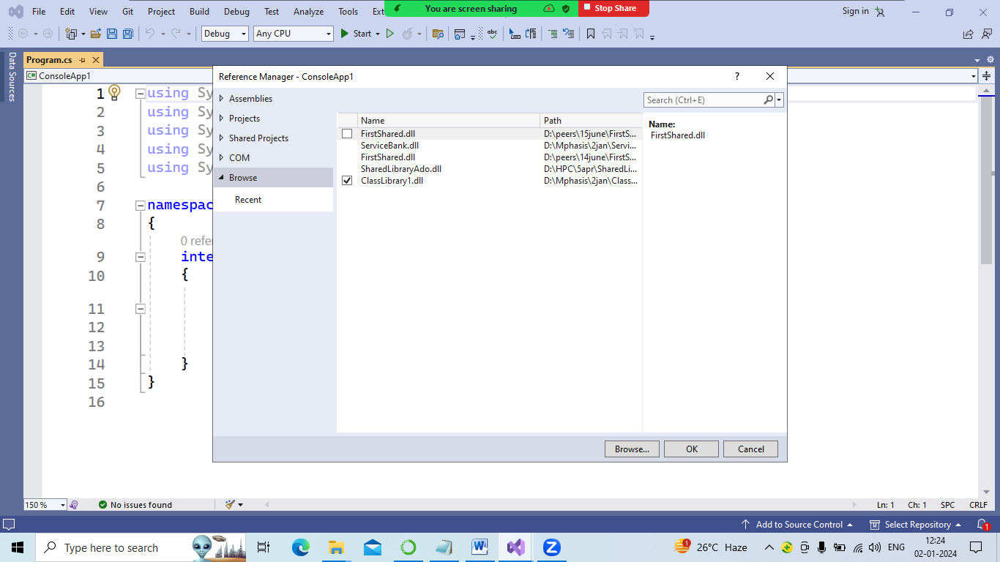 File Edit View Git Project Build Debug Test Analyze Tools Ext
You are screen sharing Stop Share
Sign in
Debug Any CPU Start
Data Sources
Program.cs
ConsoleApp1
Reference Manager - ConsoleApp1 ?
Assemblies
Projects
Shared Projects
COM
Browse
Recent
Search (Ctrl+E)
Name Path
FirstShared.dll D:\peers\15june\FirstS...
ServiceBank.dll D:\Mphasis\2jan\Servi...
FirstShared.dll D:\peers\14june\FirstS...
SharedLibraryAdo.dll D:\HPC\5apr\SharedLi...
ClassLibrary1.dll D:\Mphasis\2jan\Class...
Name:
FirstShared.dll
Browse... OK Cancel
1 using Sy
2 using Sy
3 using Sy
4 using Sy
5 using Sy
6
7 namespac
8 {
0 refe
9 inte
10 {
11
12
13
14 }
15 }
16
150 % No issues found Ln: 1 Ch: 1 SPC CRLF
Add to Source Control Select Repository 1
Type here to search 1 26°C Haze ENG 12:24
02-01-2024